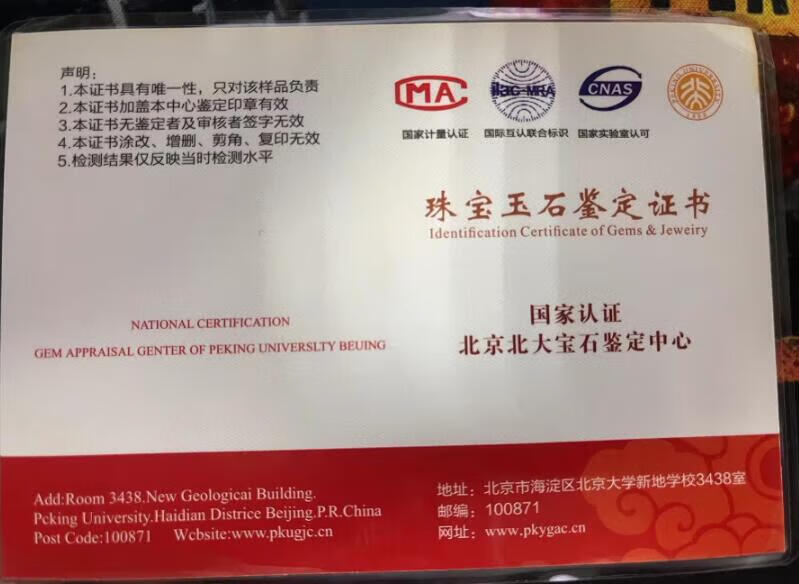 声明：
1.本证书具有唯一性，只对该样品负责
2.本证书加盖本中心鉴定印章有效
3.本证书无鉴定者及审核者签字无效
4.本证书涂改、增删、剪角、复印无效
5.检测结果仅反映当时检测水平
MA
MRA
CNAS
国家计量认证
国际互认联合标识
国家实验室认可
珠宝玉石鉴定证书
Identification Certificate of Gems & Jeweiry
NATIONAL CERTIFICATION
GEM APPRAISAL GENTER OF PEKING UNIVERSLTY BEUING
国家认证
北京北大宝石鉴定中心
Add:Room 3438.New Geologicai Building.
Pcking University.Haidian Districe Beijing.P.R.China
Post Code:100871 Wcbsite:www.pkugjc.cn
地址：北京市海淀区北京大学新地学校3438室
邮编：100871
网址：www.pkygac.cn